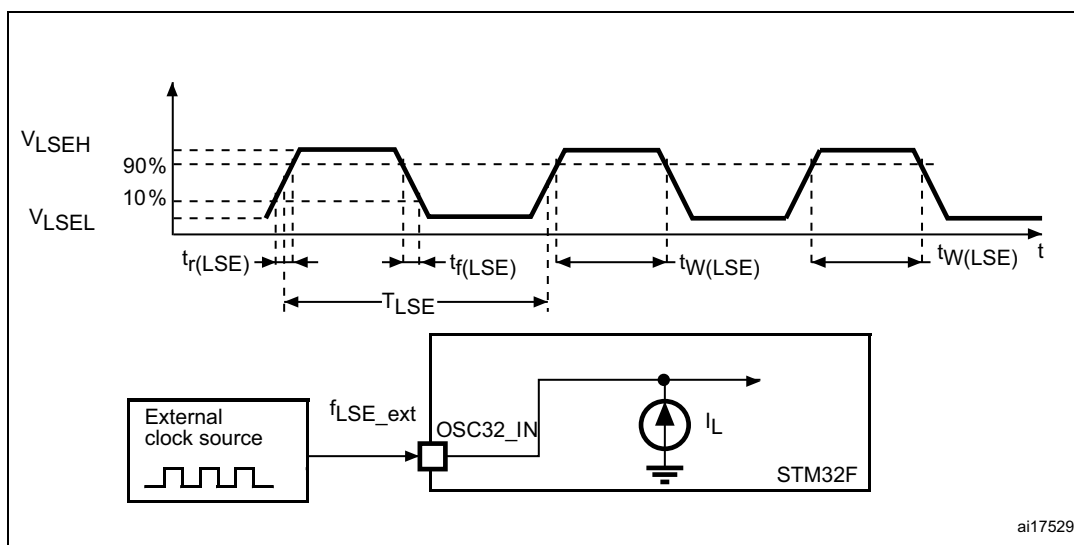 VLSEH
90%
10%
VLSEL
tr(LSE)
tf(LSE)
tW(LSE)
tW(LSE)
t
TLSE
External
clock source
fLSE_ext
OSC32_IN
IL
STM32F
ai17529